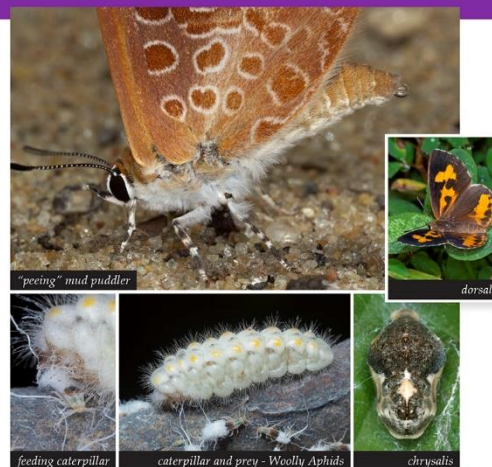 "peeing" mud puddler
dorsal
feeding caterpillar
caterpillar and prey - Woolly Aphids
chrysalis